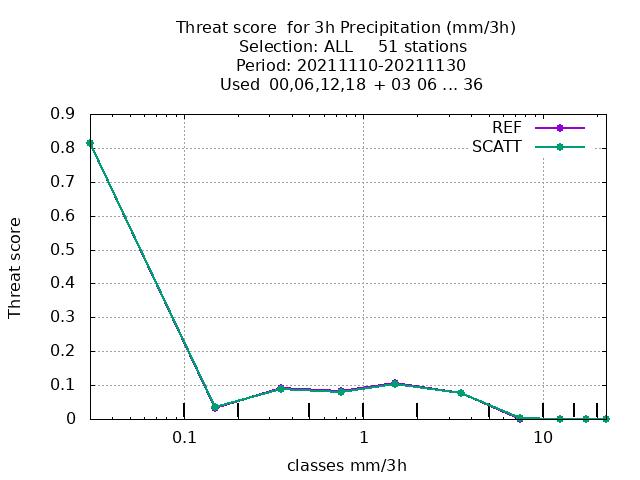 Threat score  for 3h Precipitation (mm/3h)
Selection: ALL     51 stations
Period: 20211110-20211130
Used  00,06,12,18  + 03 06 ... 36
REF
SCATT
0.9
0.8
0.7
0.6
0.5
0.4
0.3
0.2
0.1
0
Threat score
0.1 1 10
classes mm/3h